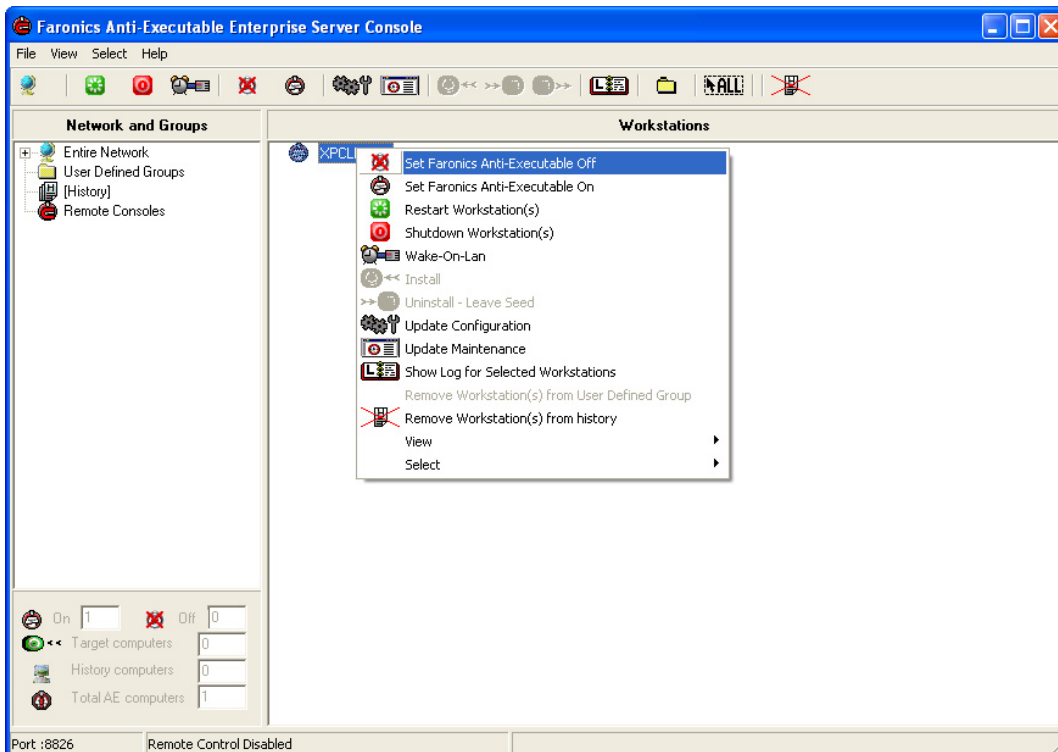 Faronics Anti-Executable Enterprise Server Console
File View Select Help
ALL
Network and Groups
Workstations
Entire Network
User Defined Groups
[History]
Remote Consoles
Set Faronics Anti-Executable Off
Set Faronics Anti-Executable On
Restart Workstation(s)
Shutdown Workstation(s)
Wake-On-Lan
Install
Uninstall - Leave Seed
Update Configuration
Update Maintenance
Show Log for Selected Workstations
Remove Workstation(s) from User Defined Group
Remove Workstation(s) from history
View
Select
On 1 Off 0
Target computers 0
History computers 0
Total AE computers 1
Port :8826 Remote Control Disabled